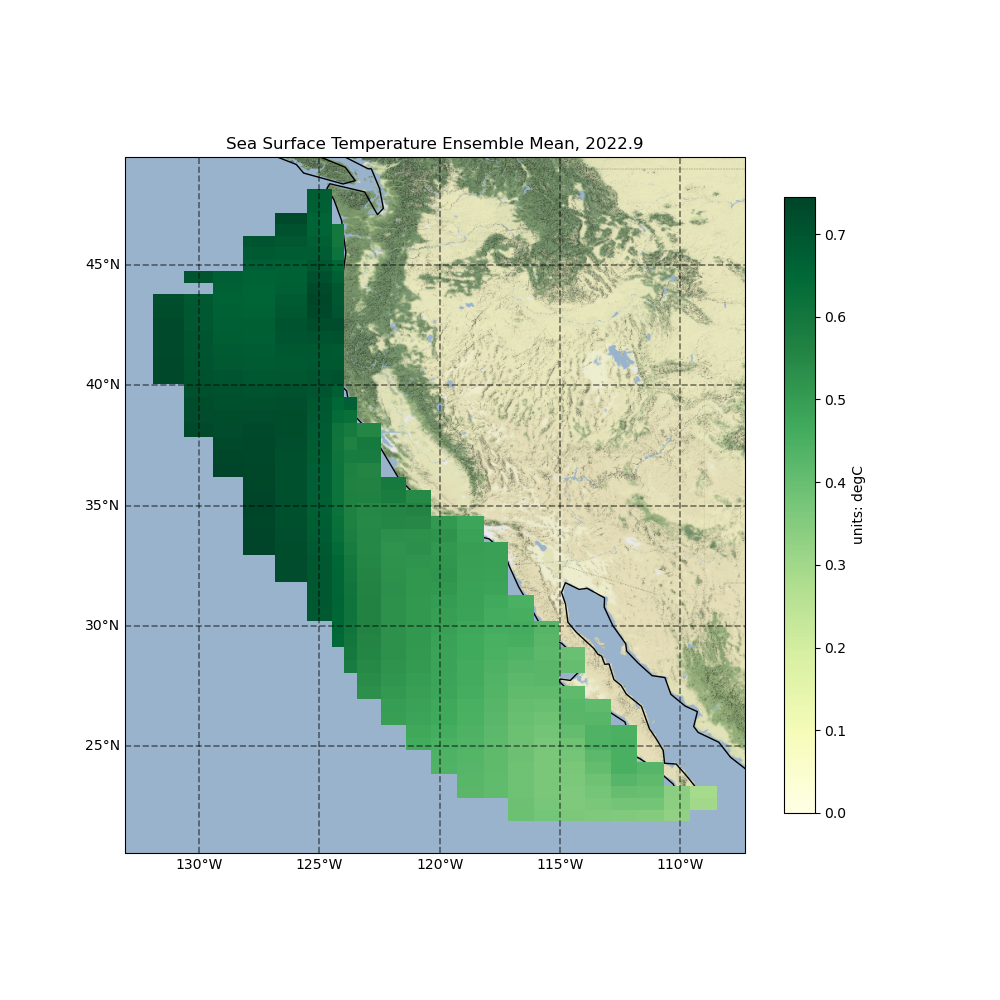 Sea Surface Temperature Ensemble Mean, 2022.9
45°N
40°N
35°N
30°N
25°N
130°W 125°W 120°W 115°W 110°W
0.7
0.6
0.5
0.4
0.3
0.2
0.1
0.0
units: degC